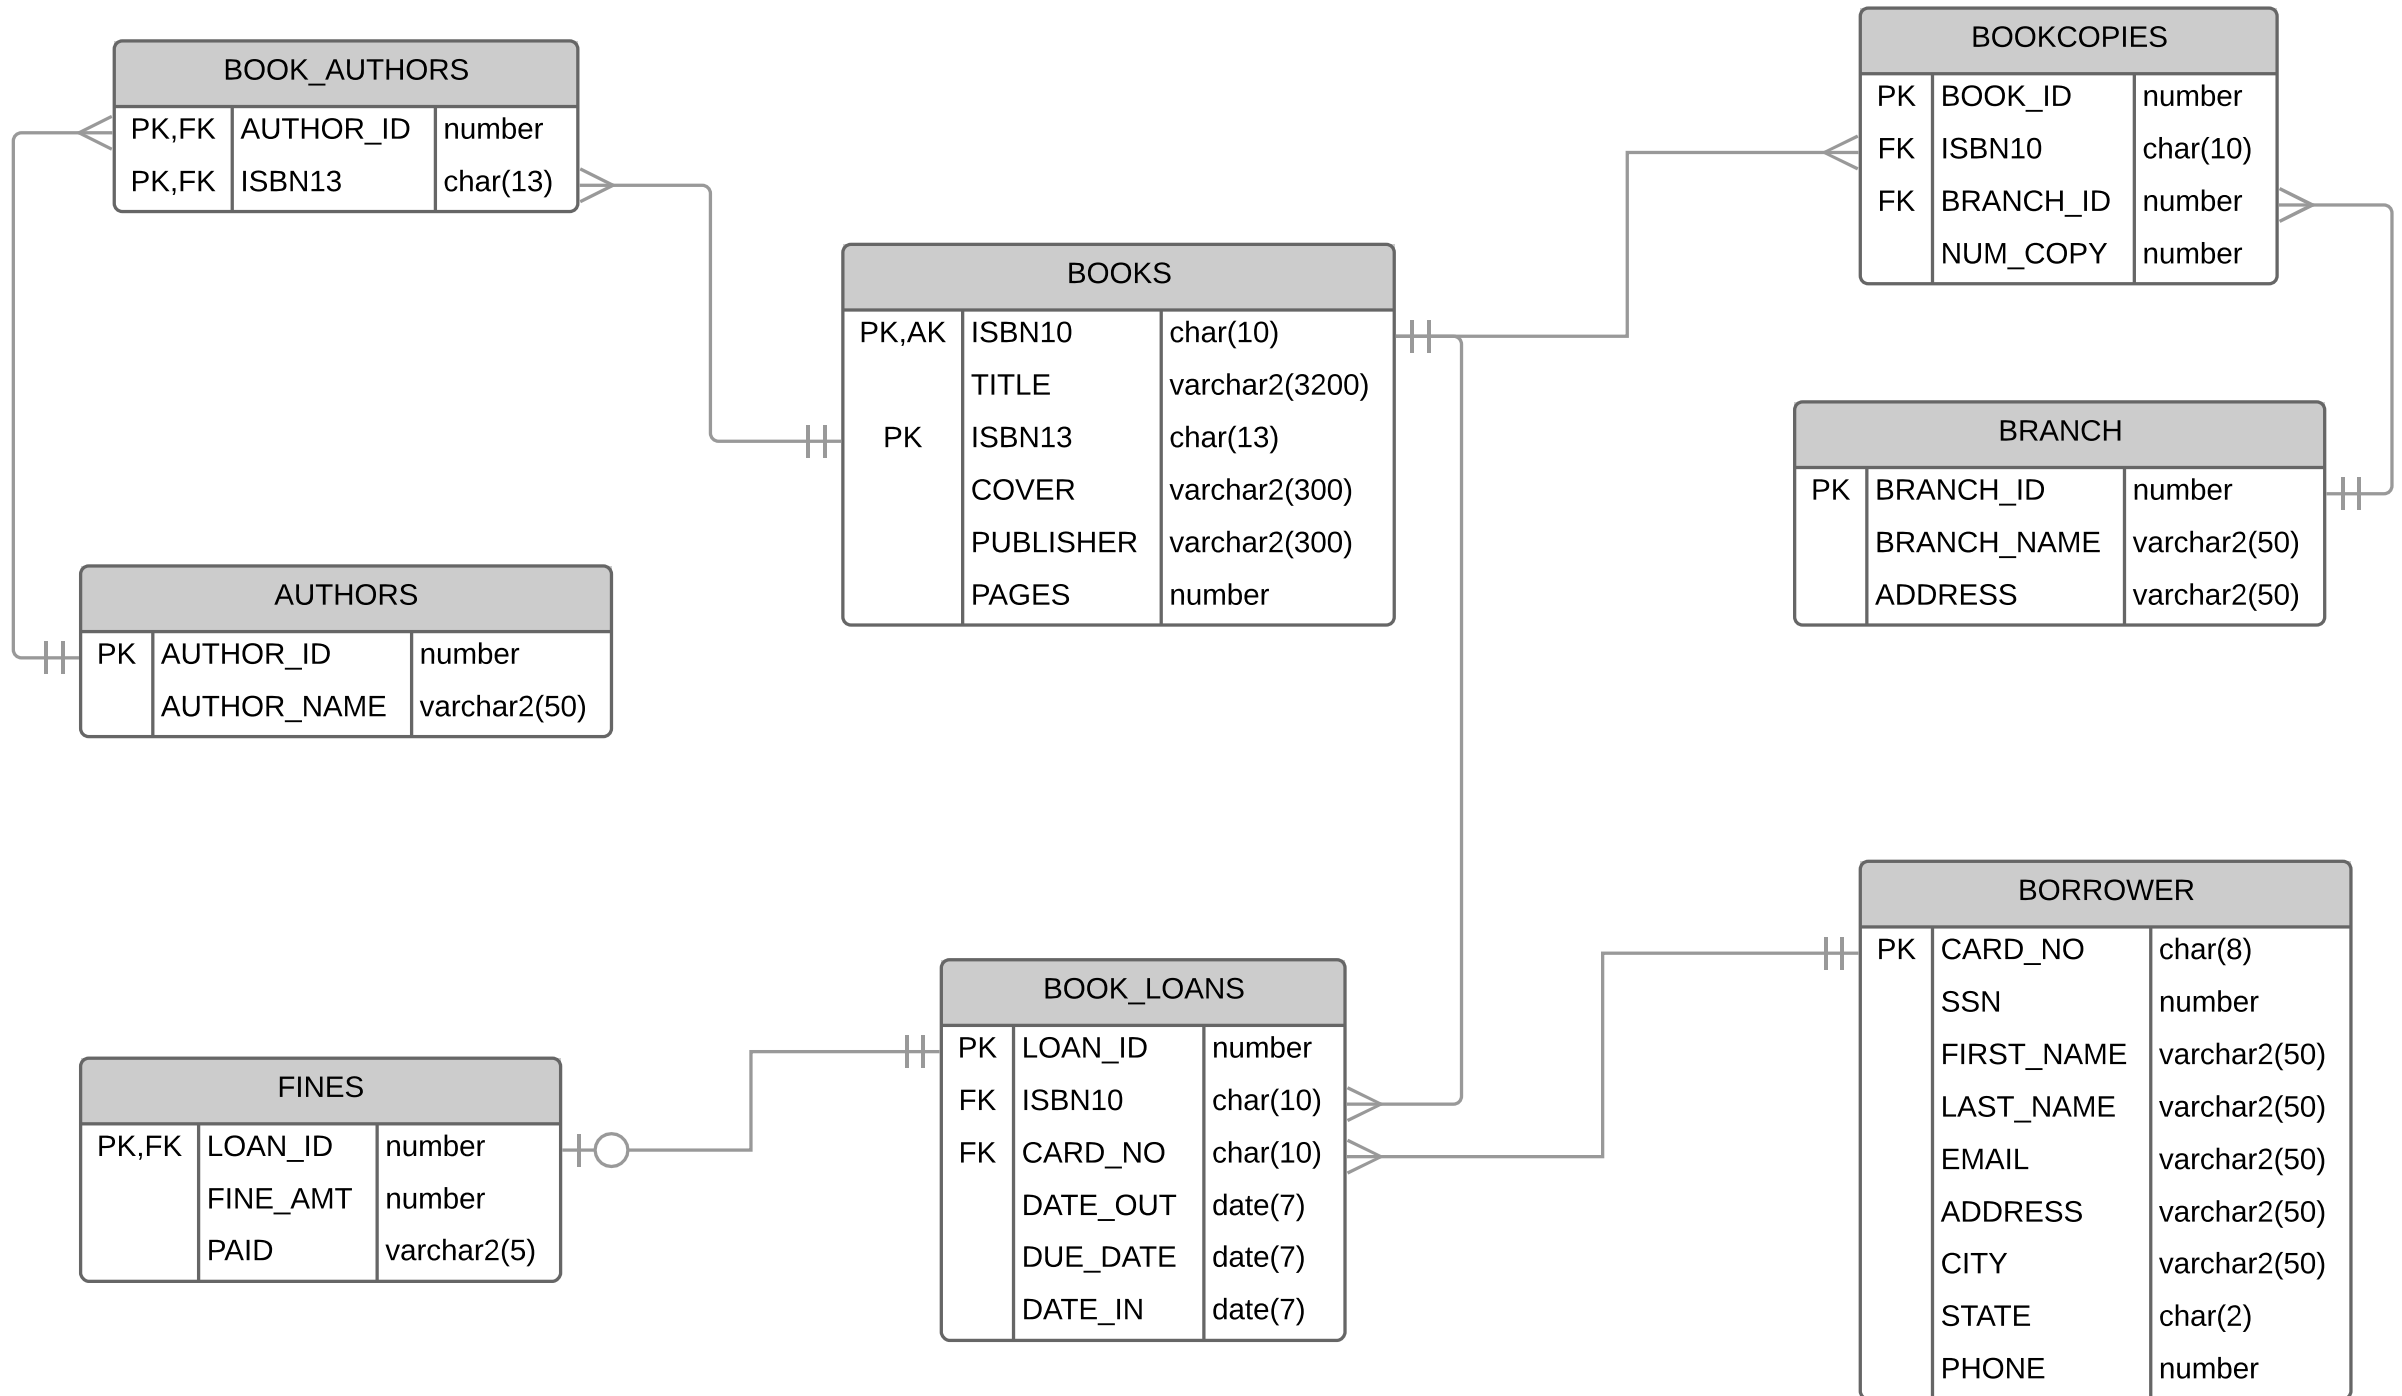 BOOK_AUTHORS
PK,FK AUTHOR_ID number
PK,FK ISBN13 char(13)
BOOKCOPIES
PK BOOK_ID number
FK ISBN10 char(10)
FK BRANCH_ID number
NUM_COPY number
BOOKS
PK,AK ISBN10 char(10)
TITLE varchar2(3200)
PK ISBN13 char(13)
COVER varchar2(300)
PUBLISHER varchar2(300)
PAGES number
BRANCH
PK BRANCH_ID number
BRANCH_NAME varchar2(50)
ADDRESS varchar2(50)
AUTHORS
PK AUTHOR_ID number
AUTHOR_NAME varchar2(50)
FINES
PK,FK LOAN_ID number
FINE_AMT number
PAID varchar2(5)
BOOK_LOANS
PK LOAN_ID number
FK ISBN10 char(10)
FK CARD_NO char(10)
DATE_OUT date(7)
DUE_DATE date(7)
DATE_IN date(7)
BORROWER
PK CARD_NO char(8)
SSN number
FIRST_NAME varchar2(50)
LAST_NAME varchar2(50)
EMAIL varchar2(50)
ADDRESS varchar2(50)
CITY varchar2(50)
STATE char(2)
PHONE number